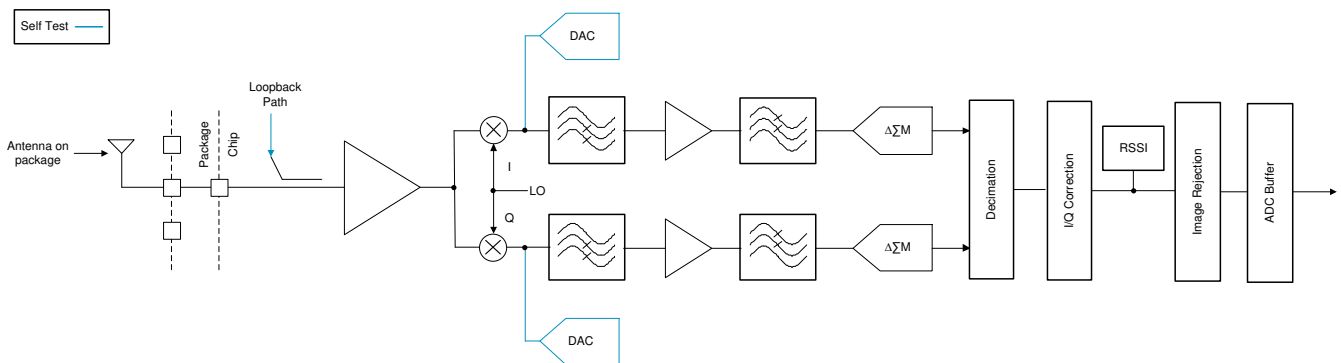 Self Test
DAC
Loopback
Path
Antenna on
package
Package
Chip
I
LO
Q
ΔΣM
ΔΣM
DAC
Decimation
I/Q Correction
RSSI
Image Rejection
ADC Buffer